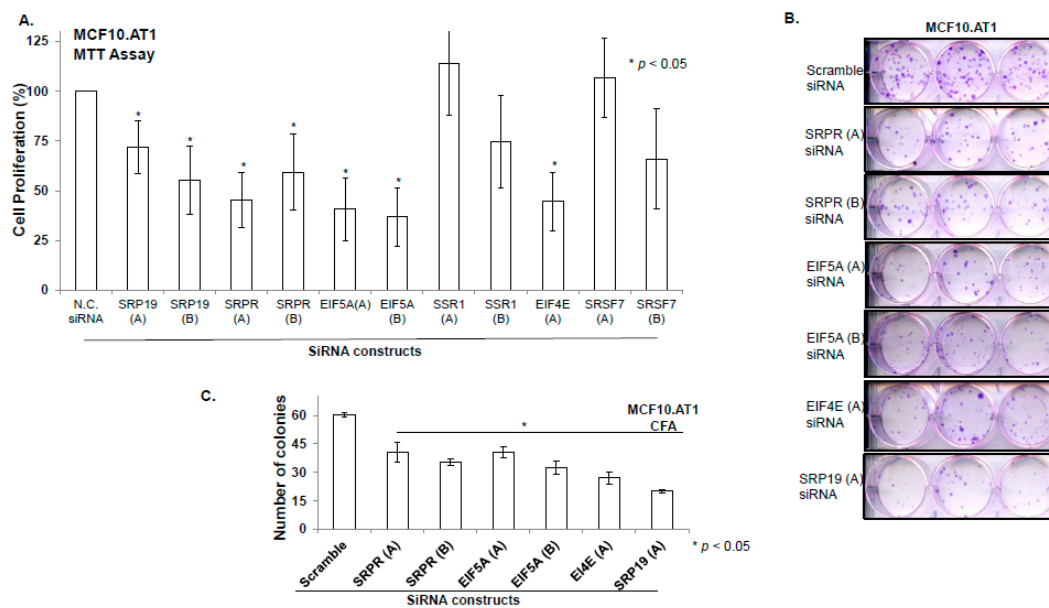 A.
MCF10.AT1
MTT Assay
* p < 0.05
Cell Proliferation (%)
125
100
75
50
25
0
* * * * * * *
N.C. siRNA
SRP19 (A)
SRP19 (B)
SRPR (A)
SRPR (B)
EIF5A(A)
EIF5A (B)
SSR1 (A)
SSR1 (B)
EIF4E (A)
SRSF7 (A)
SRSF7 (B)
SiRNA constructs
B.
MCF10.AT1
Scramble
siRNA
SRPR (A)
siRNA
SRPR (B)
siRNA
EIF5A (A)
siRNA
EIF5A (B)
siRNA
EIF4E (A)
siRNA
SRP19 (A)
siRNA
C.
MCF10.AT1
CFA
*
Number of colonies
60
45
30
15
0
Scramble
SRPR (A)
SRPR (B)
EIF5A (A)
EIF5A (B)
EI4E (A)
SRP19 (A)
* p < 0.05
SiRNA constructs